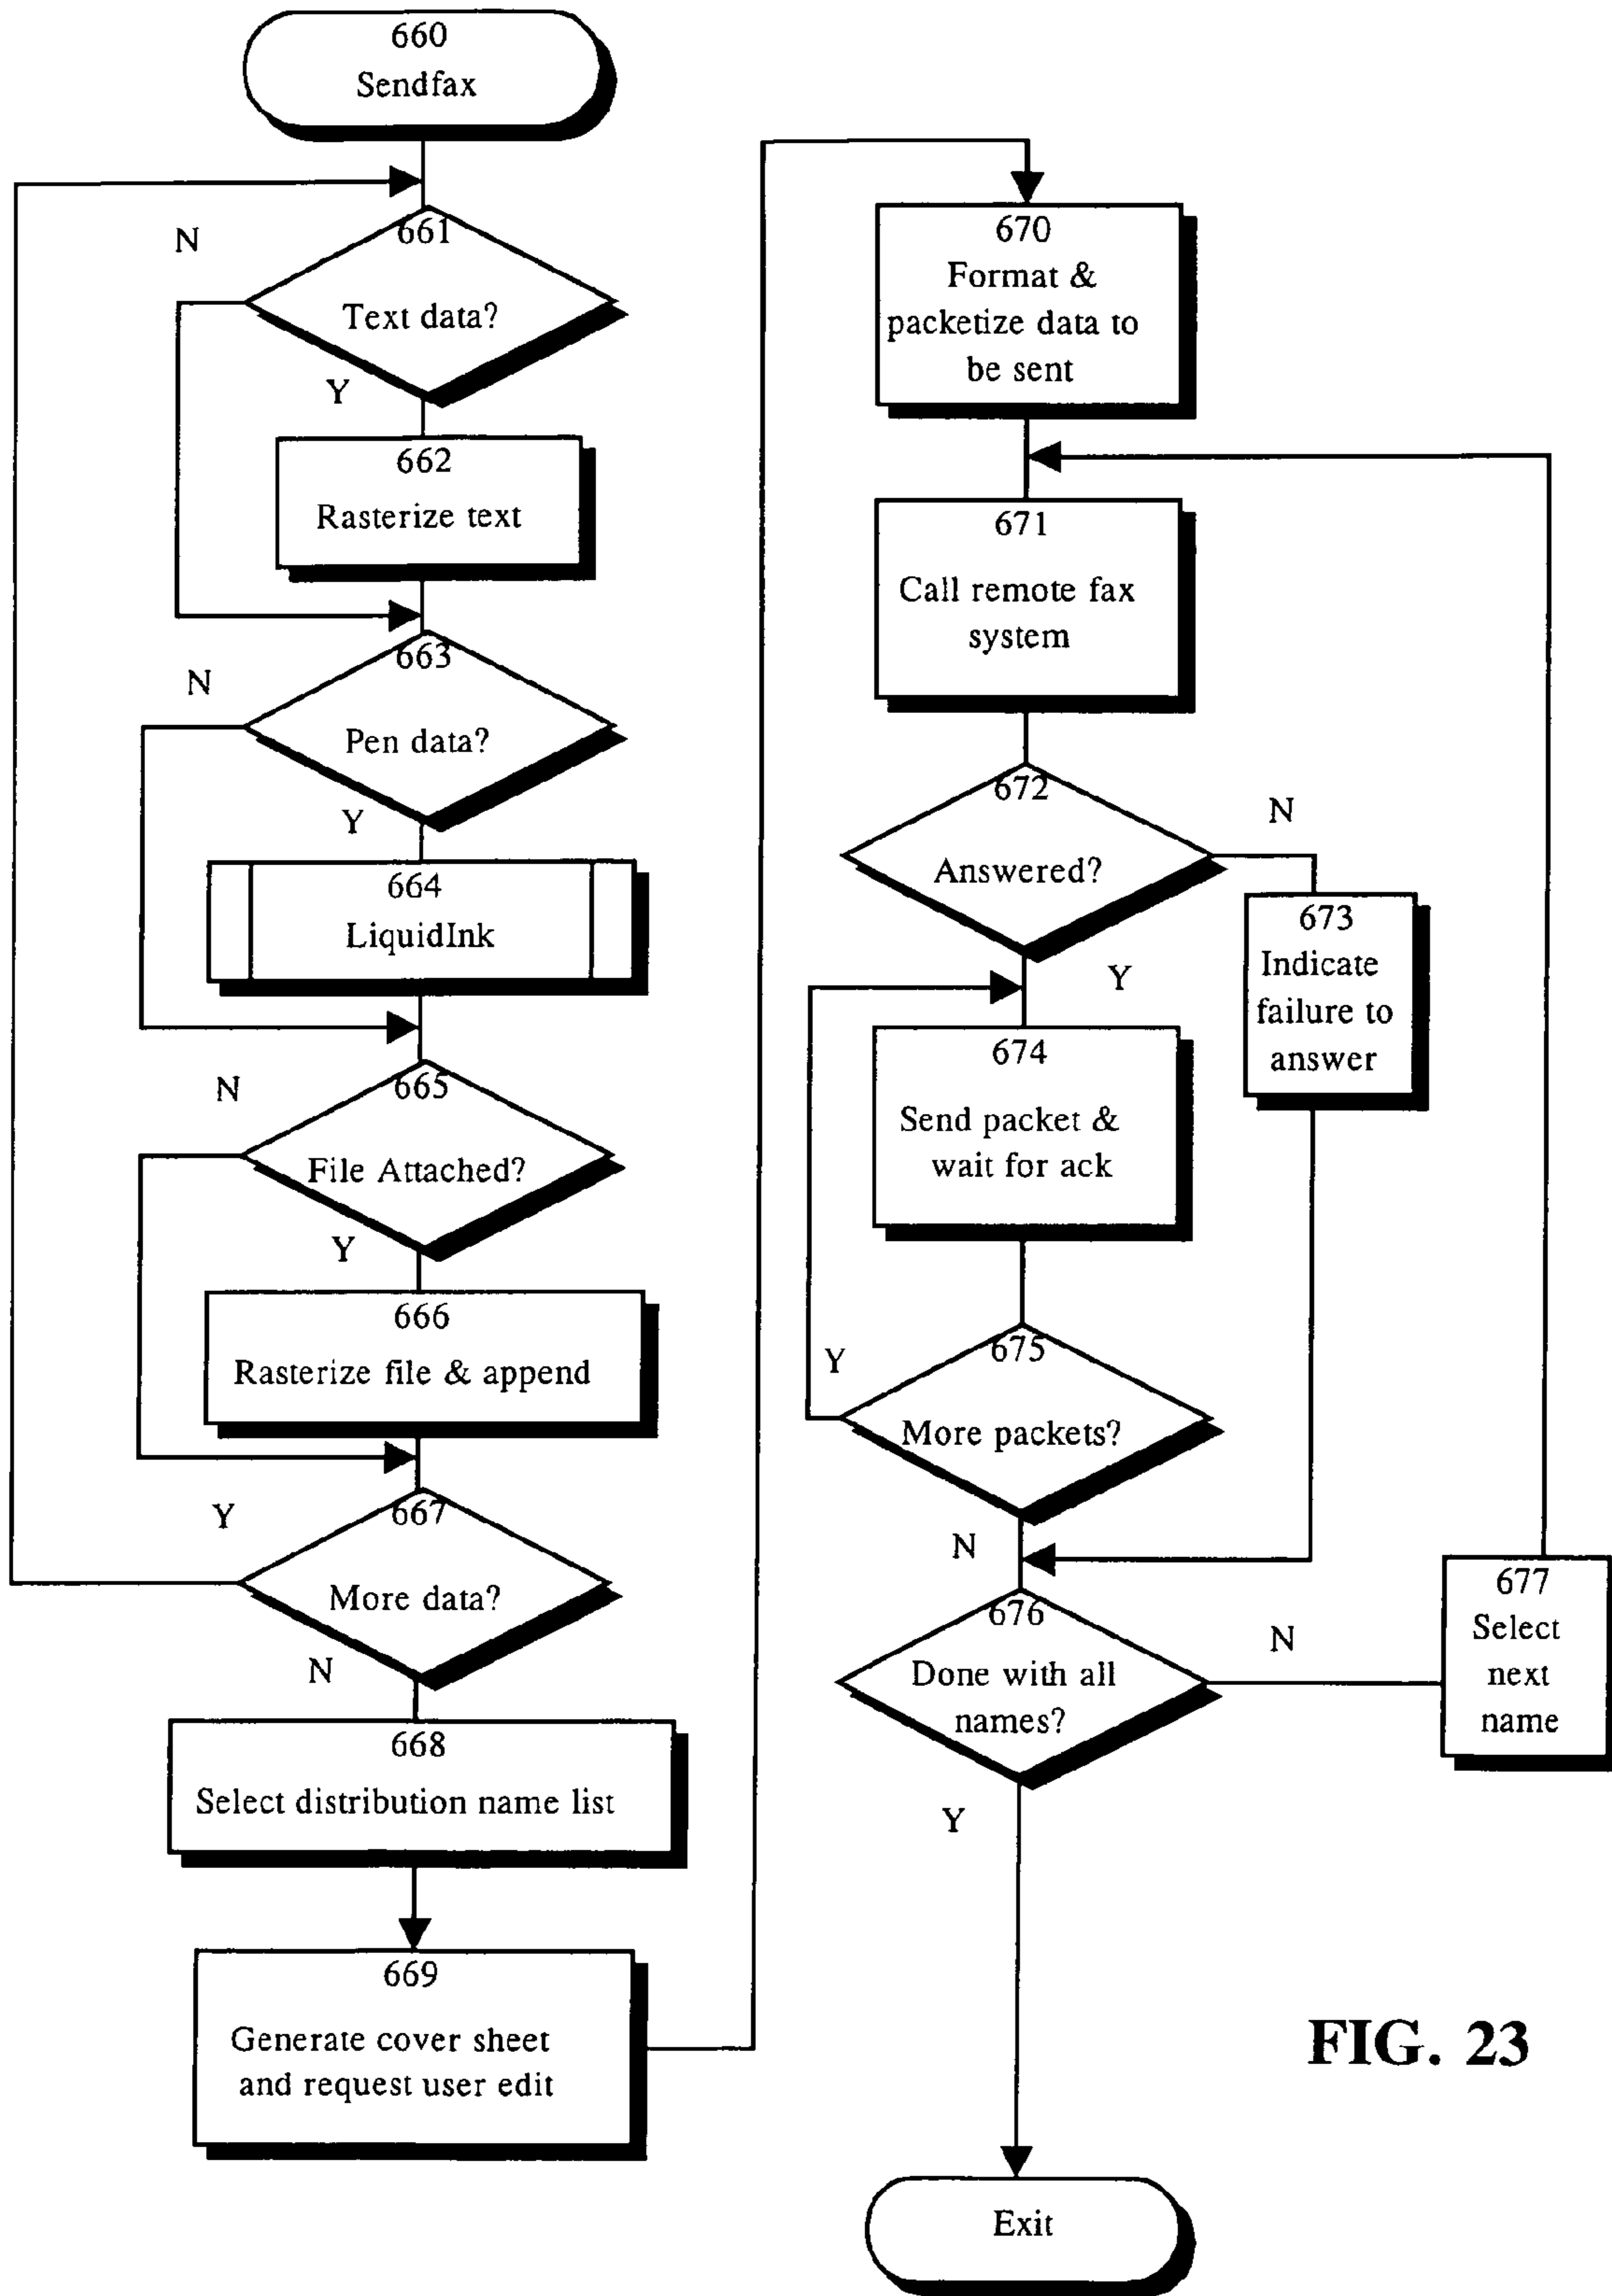 660
Sendfax
661
N
Text data?
Y
662
Rasterize text
663
N
Pen data?
Y
664
LiquidInk
665
N
File Attached?
Y
666
Rasterize file & append
667
Y
More data?
N
668
Select distribution name list
669
Generate cover sheet
and request user edit
670
Format &
packetize data to
be sent
671
Call remote fax
system
672
N
Answered?
Y
673
Indicate
failure to
answer
674
Send packet &
wait for ack
675
Y
More packets?
N
676
Done with all
names?
N
Y
677
Select
next
name
Exit
FIG. 23